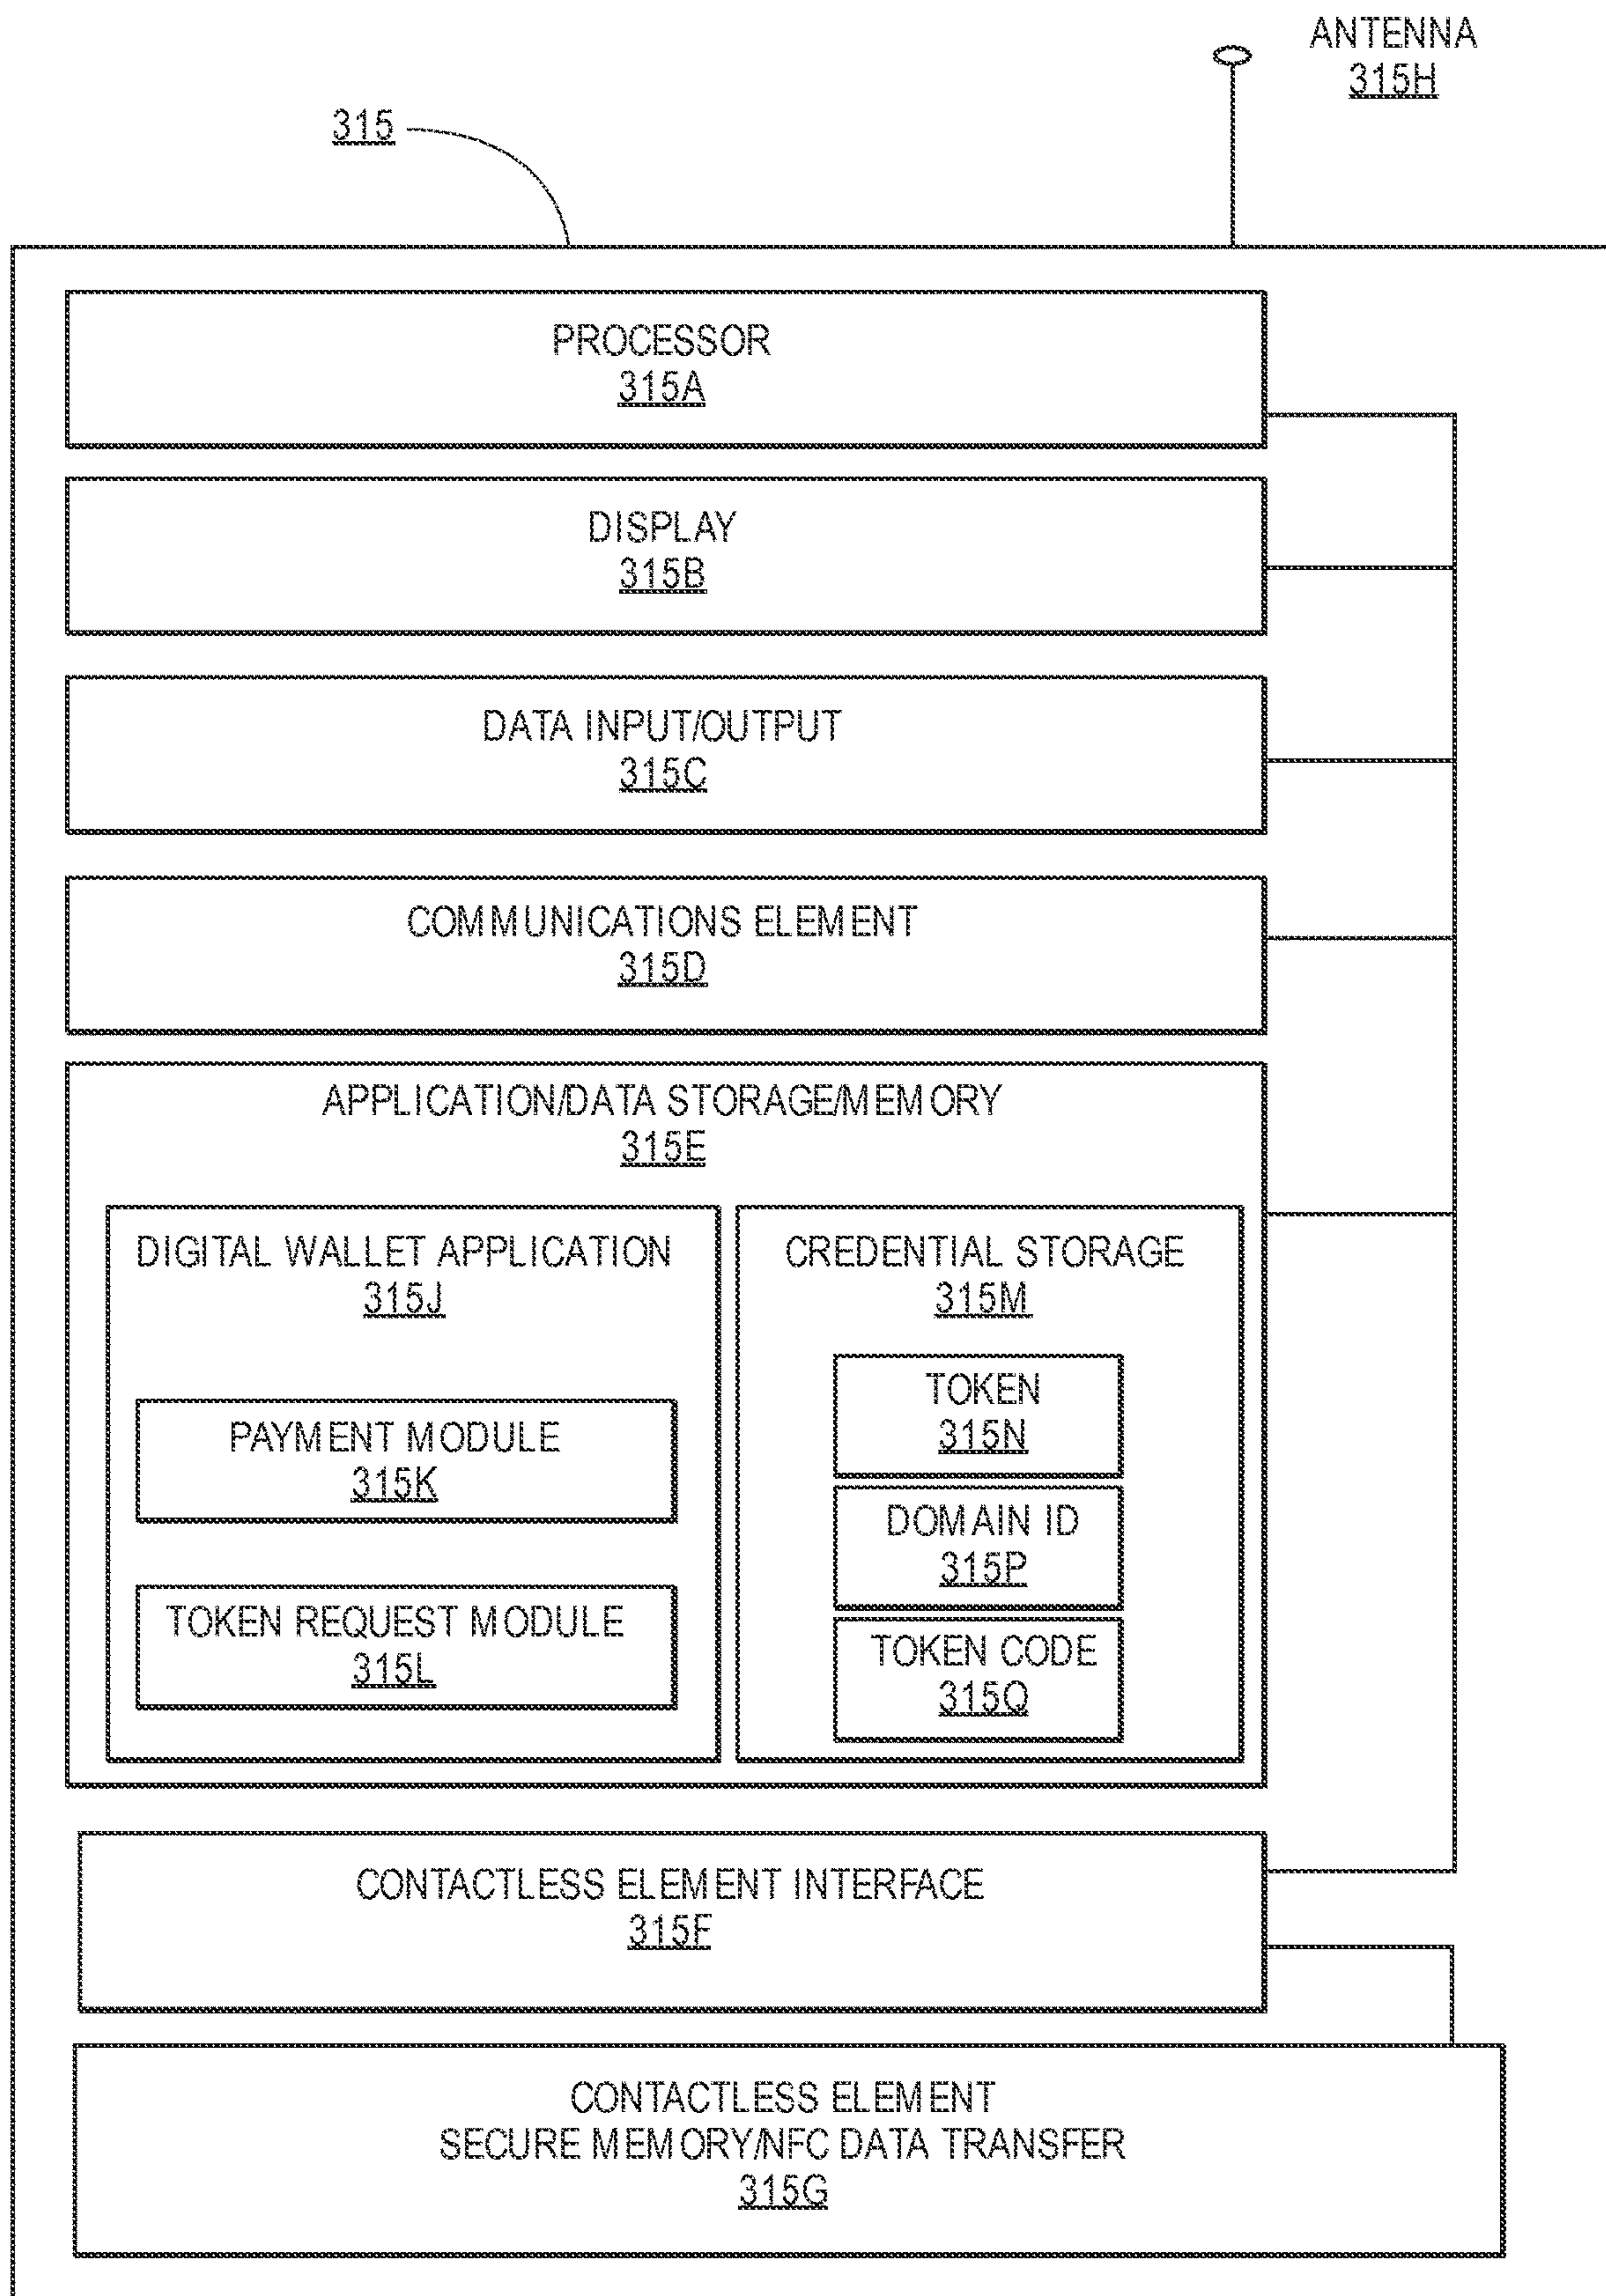 ANTENNA
315H
315
PROCESSOR
315A
DISPLAY
315B
DATA INPUT/OUTPUT
315C
COMMUNICATIONS ELEMENT
315D
APPLICATION/DATA STORAGE/MEMORY
315E
DIGITAL WALLET APPLICATION
315J
PAYMENT MODULE
315K
TOKEN REQUEST MODULE
315L
CREDENTIAL STORAGE
315M
TOKEN
315N
DOMAIN ID
315P
TOKEN CODE
315Q
CONTACTLESS ELEMENT INTERFACE
315F
CONTACTLESS ELEMENT
SECURE MEMORY/NFC DATA TRANSFER
315G